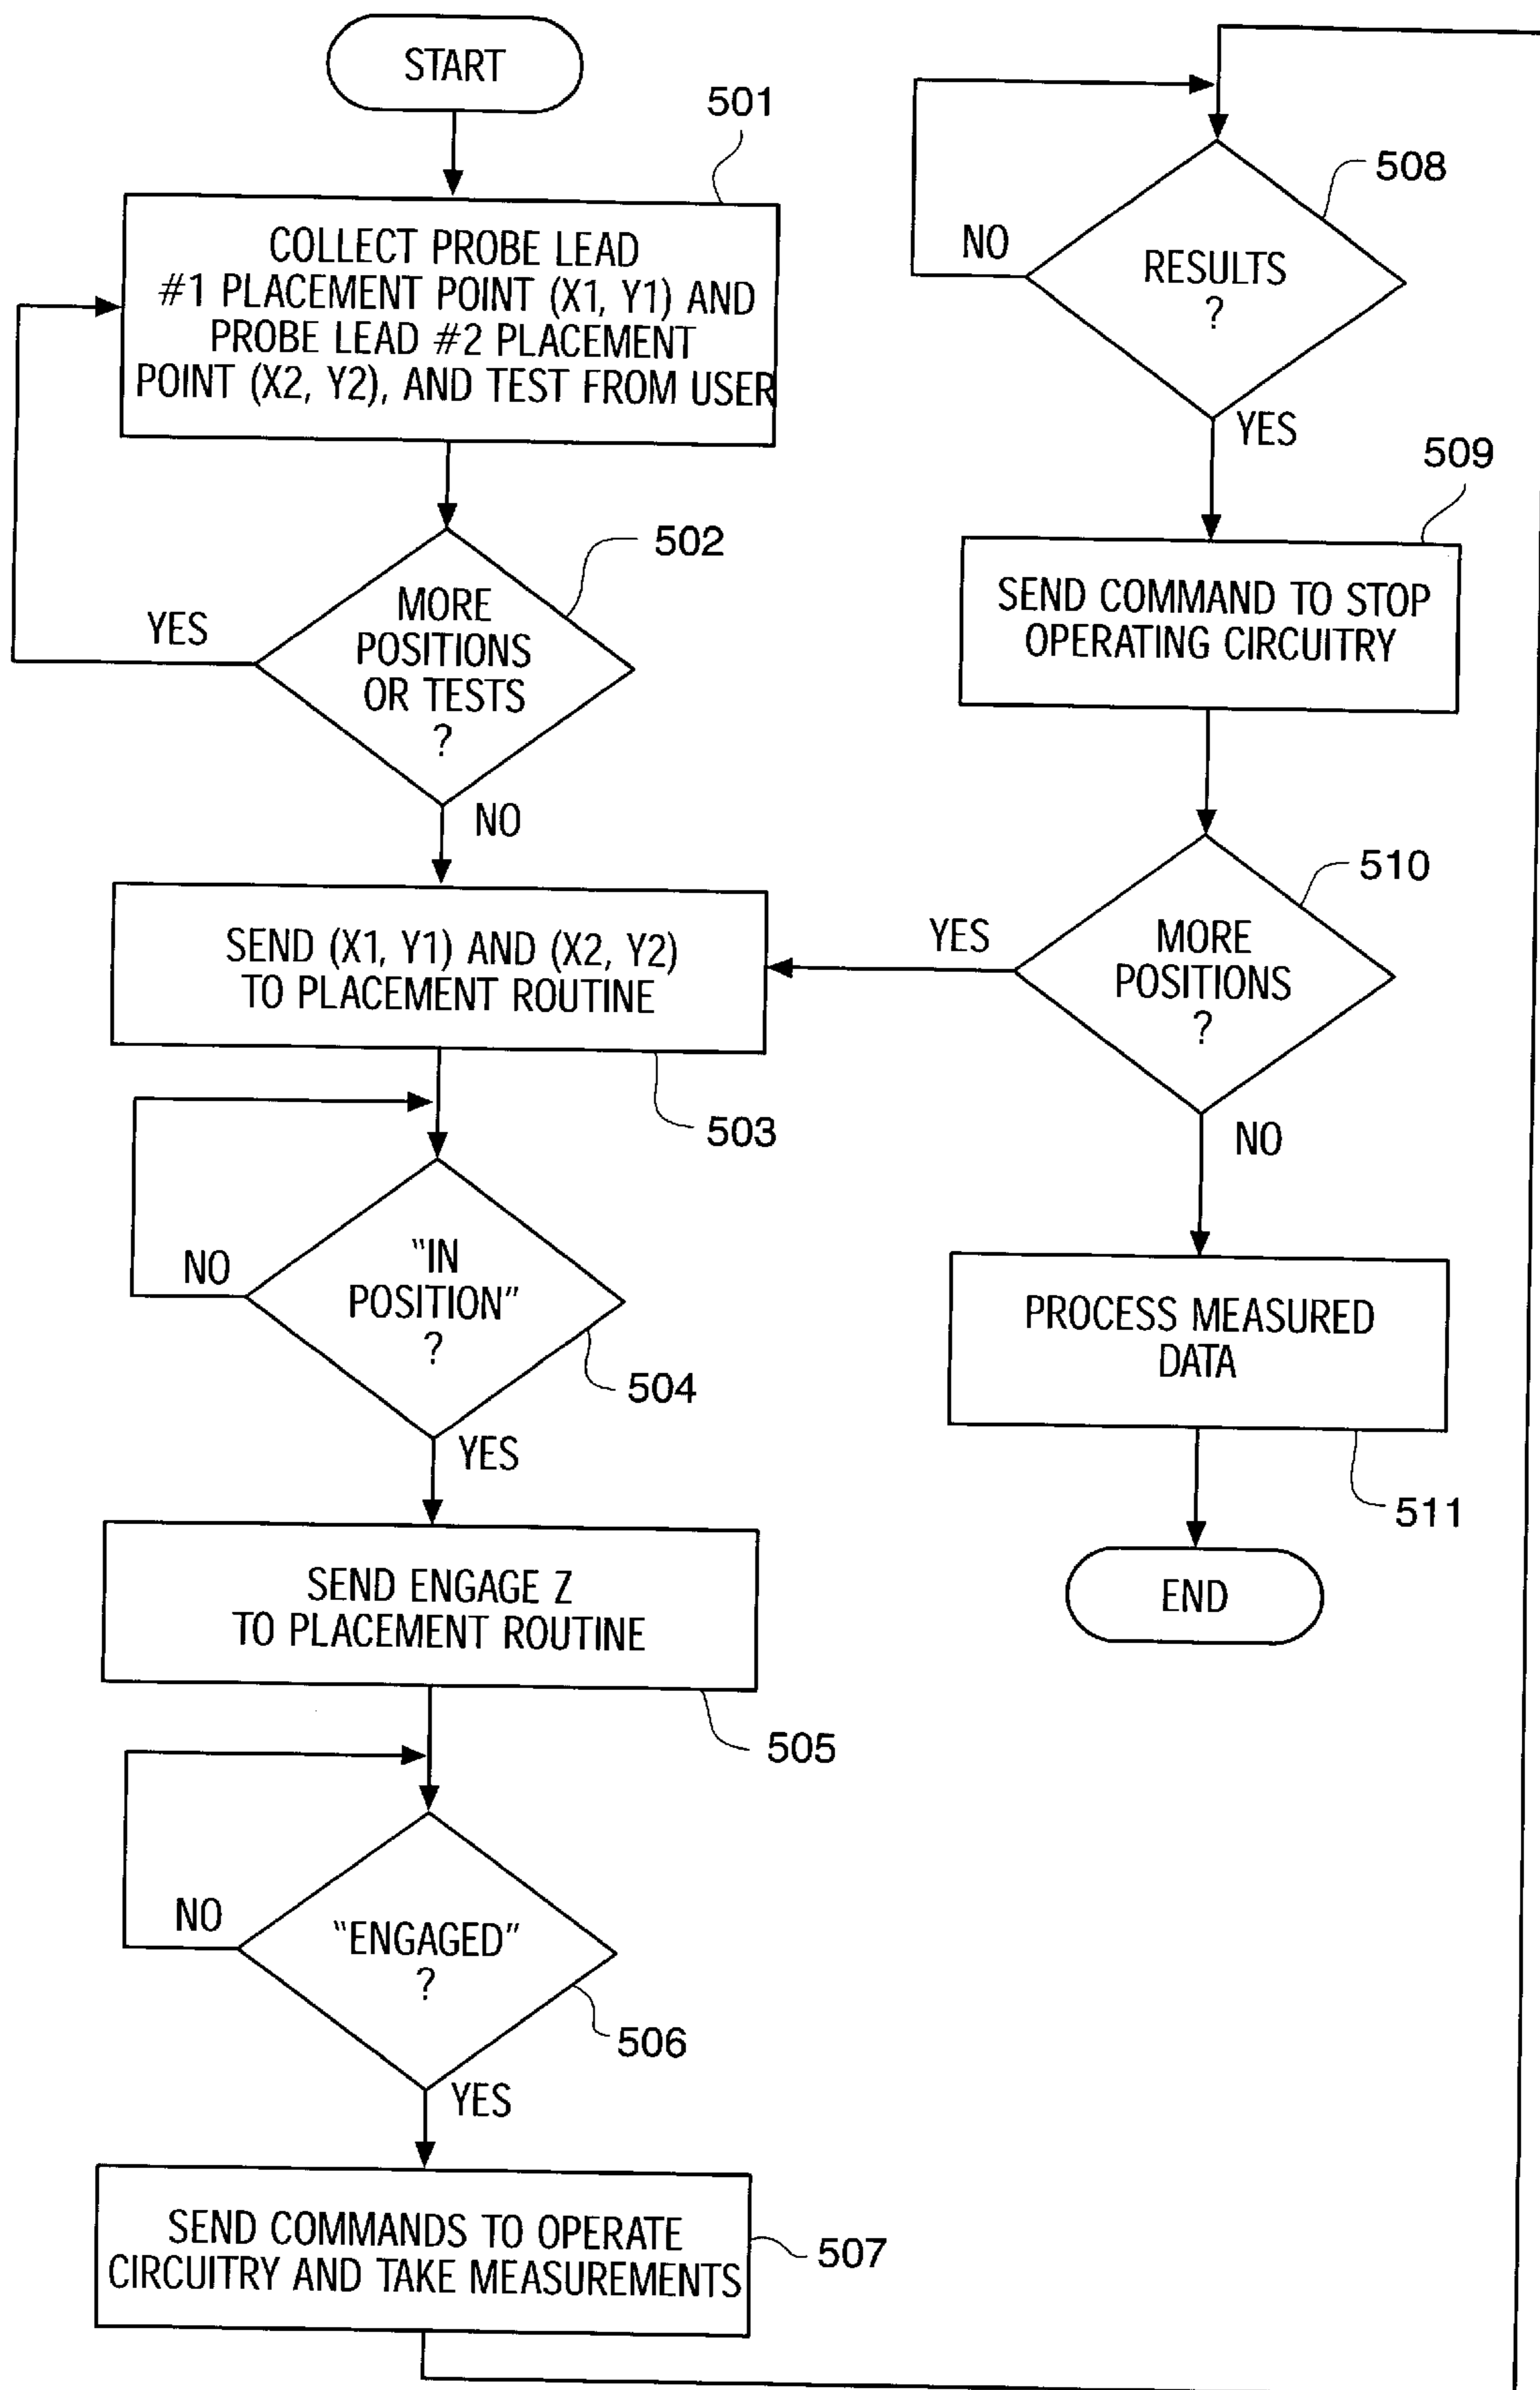 START
501
COLLECT PROBE LEAD
#1 PLACEMENT POINT (X1, Y1) AND
PROBE LEAD #2 PLACEMENT
POINT (X2, Y2), AND TEST FROM USER
502
MORE
POSITIONS
OR TESTS
?
YES
NO
SEND (X1, Y1) AND (X2, Y2)
TO PLACEMENT ROUTINE
503
"IN
POSITION"
?
NO
504
YES
SEND ENGAGE Z
TO PLACEMENT ROUTINE
505
"ENGAGED"
?
NO
506
YES
SEND COMMANDS TO OPERATE
CIRCUITRY AND TAKE MEASUREMENTS
507
508
RESULTS
?
NO
YES
509
SEND COMMAND TO STOP
OPERATING CIRCUITRY
510
MORE
POSITIONS
?
YES
NO
PROCESS MEASURED
DATA
511
END